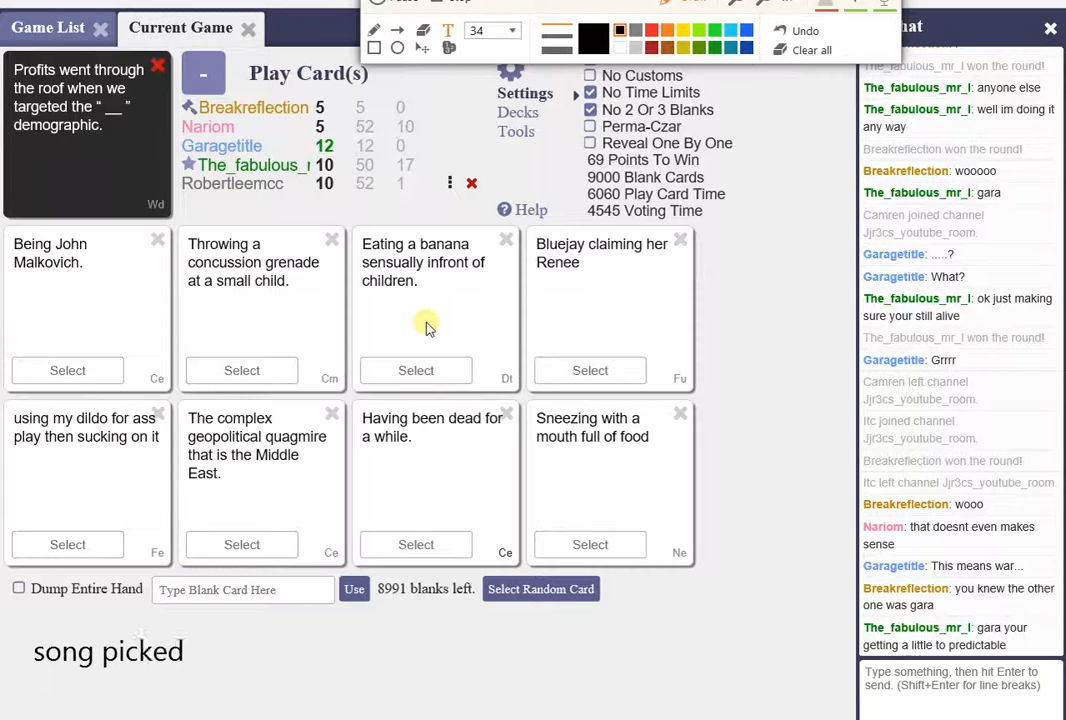 Game List
Current Game
34
Undo
Clear all
Chat
Profits went through
the roof when we
targeted the “__ ”
demographic.
Wd
-
Play Card(s)
Breakreflection 5 5 0
Nariom 5 52 10
Garagetitle 12 12 0
The_fabulous_ 10 50 17
Robertleemcc 10 52 1
Settings
Decks
Tools
Help
No Customs
No Time Limits
No 2 Or 3 Blanks
Perma-Czar
Reveal One By One
69 Points To Win
9000 Blank Cards
6060 Play Card Time
4545 Voting Time
Being John
Malkovich.
Select
Ce
Throwing a
concussion grenade
at a small child.
Select
Cm
Eating a banana
sensually infront of
children.
Select
Dt
Bluejay claiming her
Renee
Select
Fu
using my dildo for ass
play then sucking on it
Select
Fe
The complex
geopolitical quagmire
that is the Middle
East.
Select
Ce
Having been dead for
a while.
Select
Ce
Sneezing with a
mouth full of food
Select
Ne
Dump Entire Hand
Type Blank Card Here
Use
8991 blanks left.
Select Random Card
song picked
The_fabulous_mr_l won the round!
The_fabulous_mr_l: anyone else
The_fabulous_mr_l: well im doing it
any way
Breakreflection won the round!
Breakreflection: wooooo
The_fabulous_mr_l: gara
Camren joined channel
Jjr3cs_youtube_room.
Garagetitle: .....?
Garagetitle: What?
The_fabulous_mr_l: ok just making
sure your still alive
The_fabulous_mr_l won the round!
Garagetitle: Grrrr
Camren left channel
Jjr3cs_youtube_room.
Itc joined channel
Jjr3cs_youtube_room.
Breakreflection won the round!
Itc left channel Jjr3cs_youtube_room.
Breakreflection: wooo
Nariom: that doesnt even makes
sense
Garagetitle: This means war...
Breakreflection: you knew the other
one was gara
The_fabulous_mr_l: gara your
getting a little to predictable
Type something, then hit Enter to
send. (Shift+Enter for line breaks)